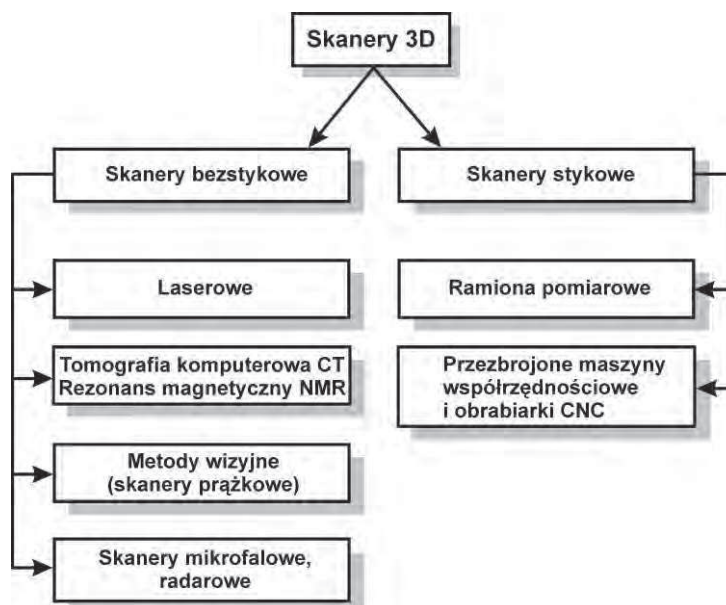 Skanery 3D
Skanery bezstykowe
Laserowe
Tomografia komputerowa CT
Rezonans magnetyczny NMR
Metody wizyjne
(skanery prążkowe)
Skanery mikrofalowe,
radarowe
Skanery stykowe
Ramiona pomiarowe
Przezbrojone maszyny
współrzędnościowe
i obrabiarki CNC